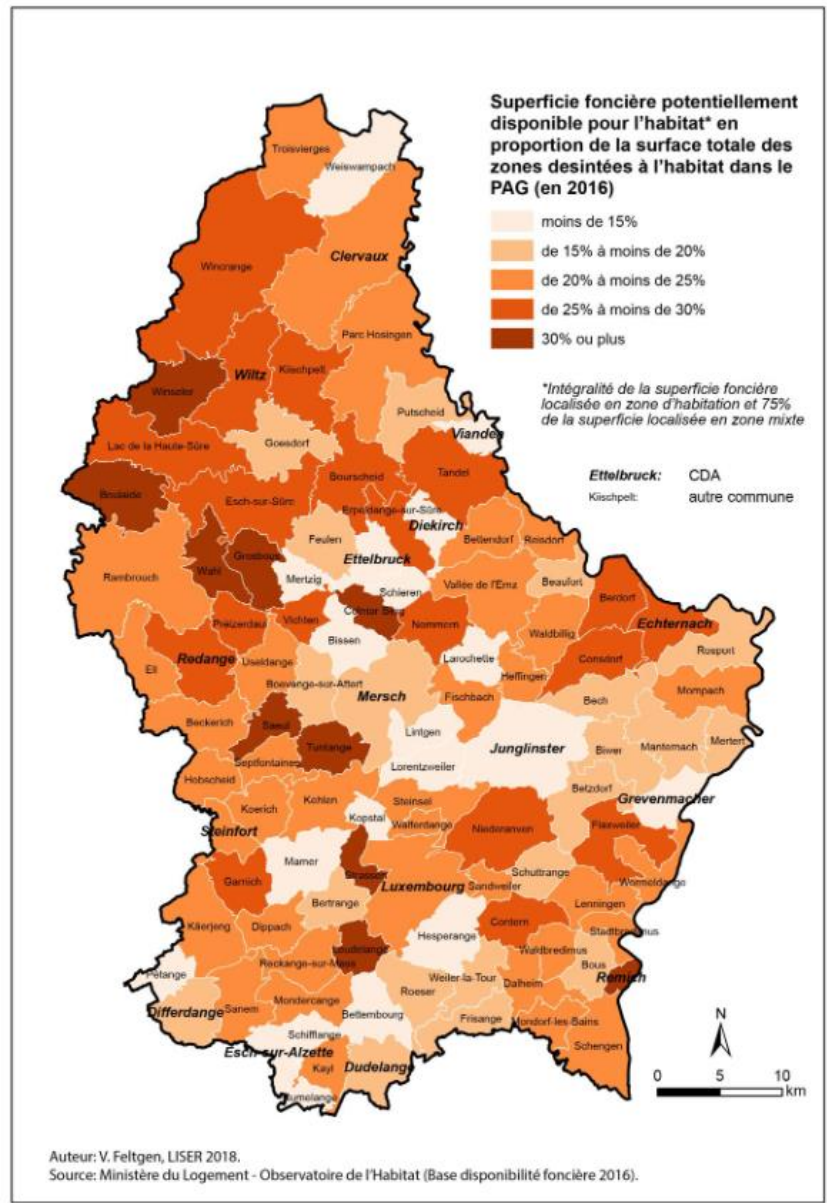 Superficie foncière potentiellement
disponible pour l'habitat* en
proportion de la surface totale des
zones desintées à l'habitat dans le
PAG (en 2016)
moins de 15%
de 15% à moins de 20%
de 20% à moins de 25%
de 25% à moins de 30%
30% ou plus
*Intégralité de la superficie foncière
localisée en zone d'habitation et 75%
de la superficie localisée en zone mixte
Ettelbruck: CDA
Kiischpelt: autre commune
Troisvierges
Weiswampach
Wincrange
Clervaux
Parc Hosingen
Wiltz
Kiischpelt
Winseler
Putscheid
Vianden
Goesdorf
Lac de la Haute-Sûre
Bourscheid
Tandel
Boulaide
Esch-sur-Sûre
Erpeldange-sur-Sûre
Diekirch
Bettendorf
Reisdorf
Feulen
Ettelbruck
Beaufort
Rambrouch
Wahl
Grosbous
Mertzig
Schieren
Vallée de l'Ernz
Berdorf
Colmar Berg
Echternach
Preizerdau
Vichten
Bissen
Nommern
Waldbillig
Consdorf
Rosport
Redange
Useldange
Larochette
Heffingen
Ell
Boevange-sur-Attert
Mersch
Fischbach
Bech
Mompach
Beckerich
Saeul
Tuntange
Lintgen
Junglinster
Biwer
Manternach
Mertert
Septfontaines
Lorentzweiler
Hobscheid
Betzdorf
Grevenmacher
Koerich
Kehlen
Steinsel
Kopstal
Walferdange
Niederanven
Flaxweiler
Steinfort
Mamer
Strassen
Schuttrange
Wormeldange
Garnich
Luxembourg
Sandweiler
Lenningen
Bertrange
Käerjeng
Dippach
Hesperange
Contern
Stadtbredimus
Leudelange
Waldbredimus
Reckange-sur-Mess
Bous
Remich
Pétange
Weiler-la-Tour
Roeser
Dalheim
Differdange
Sanem
Mondercange
Bettembourg
Frisange
Mondorf-les-Bains
Schifflange
Schengen
Esch-sur-Alzette
Kayl
Dudelange
Rumelange
N
0 5 10
km
Auteur: V. Feltgen, LISER 2018.
Source: Ministère du Logement - Observatoire de l'Habitat (Base disponibilité foncière 2016).